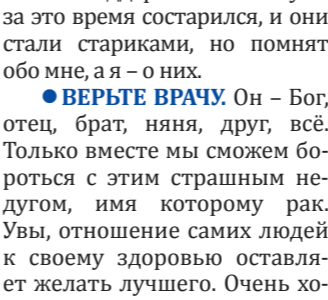 за это время состарился, и они
стали стариками, но помнят
обо мне, а я – о них.
● ВЕРЬТЕ ВРАЧУ. Он – Бог,
отец, брат, няня, друг, всё.
Только вместе мы сможем бо-
роться с этим страшным не-
дугом, имя которому рак.
Увы, отношение самих людей
к своему здоровью оставля-
ет желать лучшего. Очень хо-